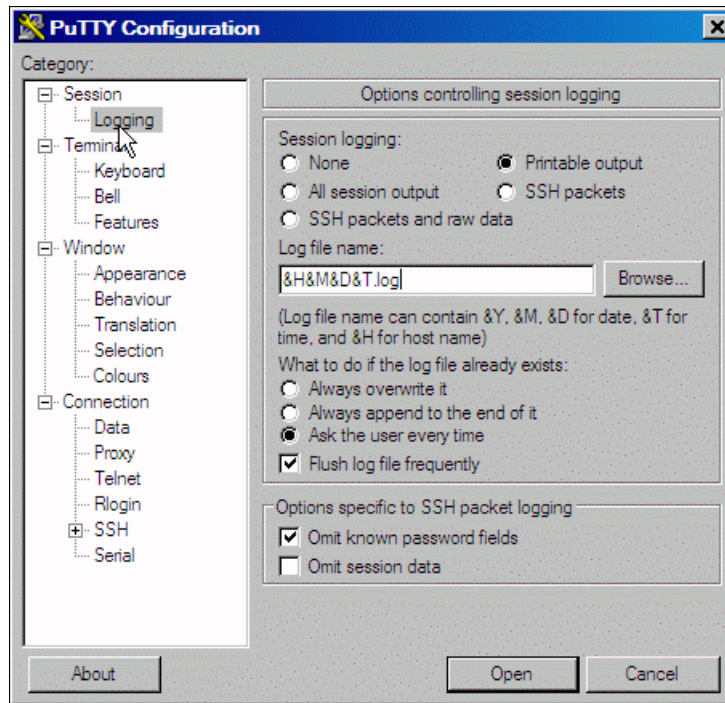 PuTTY Configuration
Category:
Session
Logging
Terminal
Keyboard
Bell
Features
Window
Appearance
Behaviour
Translation
Selection
Colours
Connection
Data
Proxy
Telnet
Rlogin
SSH
Serial
Options controlling session logging
Session logging:
None
Printable output
All session output
SSH packets
SSH packets and raw data
Log file name:
&H&M&D&T.log
Browse...
(Log file name can contain &Y, &M, &D for date, &T for
time, and &H for host name)
What to do if the log file already exists:
Always overwrite it
Always append to the end of it
Ask the user every time
Flush log file frequently
Options specific to SSH packet logging
Omit known password fields
Omit session data
About
Open
Cancel